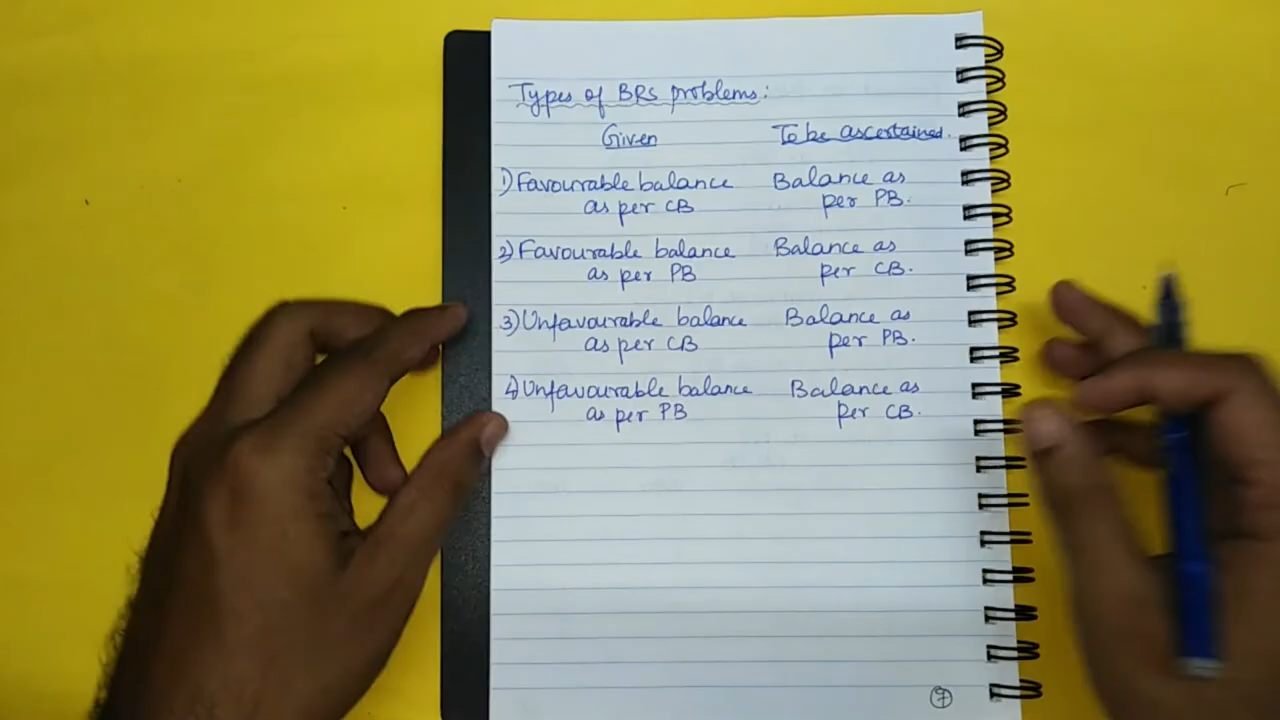 Types of BRS problems:
Given To be ascertained.
1) Favourable balance Balance as
as per CB per PB.
2) Favourable balance Balance as
as per PB per CB.
3) Unfavourable balance Balance as
as per CB per PB.
4) Unfavourable balance Balance as
as per PB per CB.
7